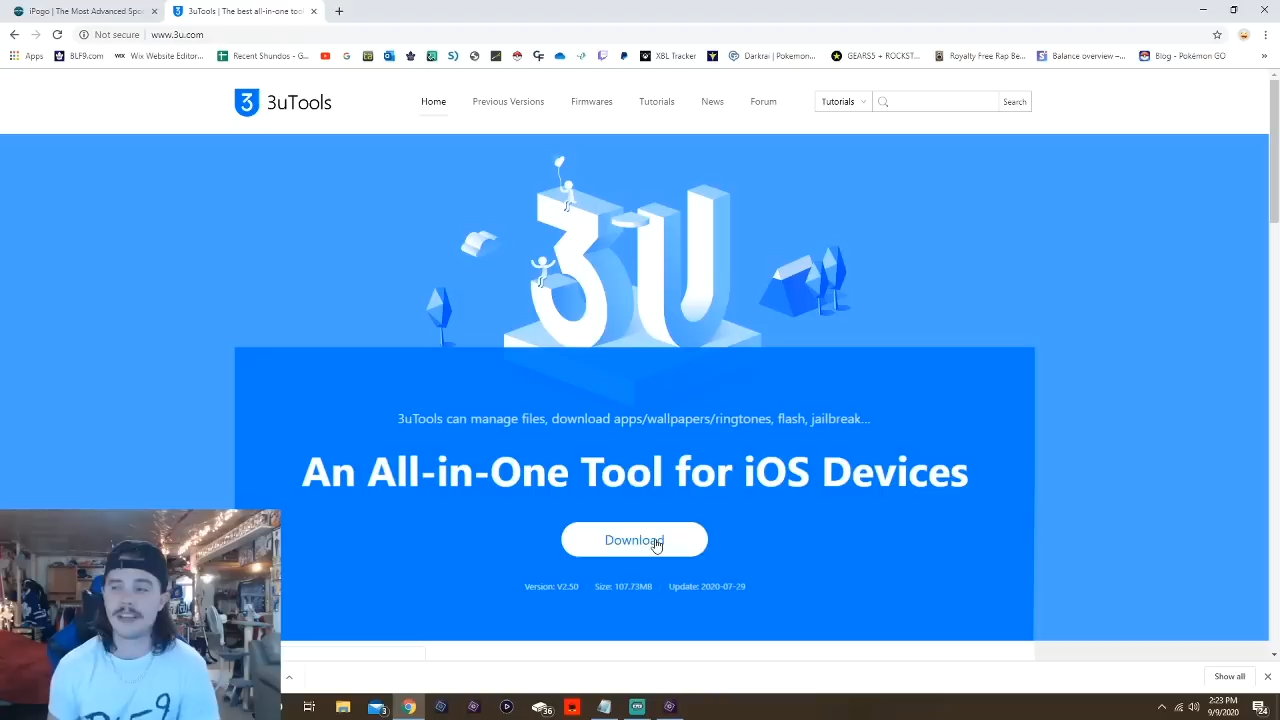 iPogo | The Most Advanced Spo
3uTools | The best all-in-one tool
Not secure | www.3u.com
Apps
BLF9.com
Wix Website Editor...
Recent Shundos - G...
XBL Tracker
Darkrai | Pokemon...
GEARS5 + ROCKST...
Royalty Free Rap Be...
Balance overview –...
Blog - Pokémon GO
3uTools
Home
Previous Versions
Firmwares
Tutorials
News
Forum
Tutorials
Search
3U
3uTools can manage files, download apps/wallpapers/ringtones, flash, jailbreak...
An All-in-One Tool for iOS Devices
Download
Version: V2.50 Size: 107.73MB Update: 2020-07-29
Show all
2:23 PM
9/9/2020